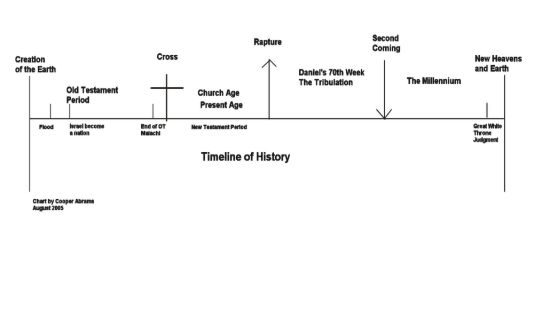 Creation
of the Earth
Old Testament
Period
Cross
Rapture
Church Age
Present Age
Daniel's 70th Week
The Tribulation
Second
Coming
The Millennium
New Heavens
and Earth
Flood
Israel become
a nation
End of OT
Malachi
New Testament Period
Great White
Throne
Judgment
Timeline of History
Chart by Cooper Abrams
August 2005